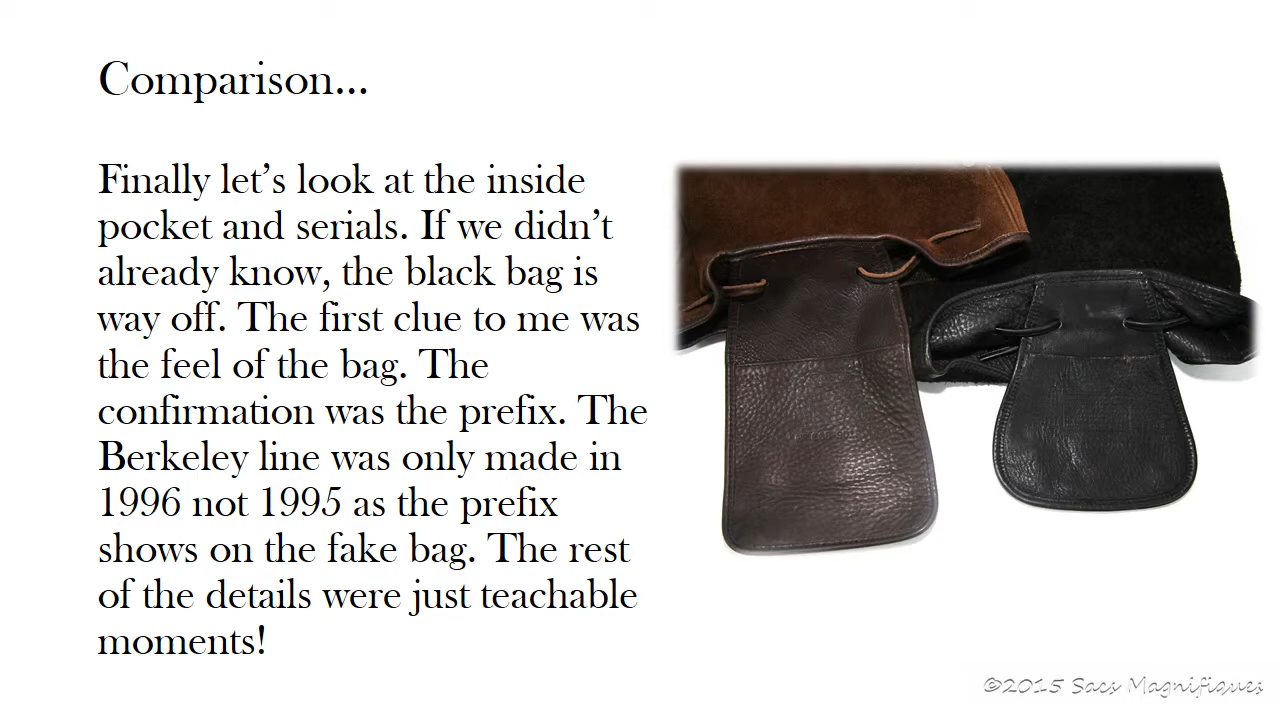 Comparison...
Finally let’s look at the inside
pocket and serials. If we didn’t
already know, the black bag is
way off. The first clue to me was
the feel of the bag. The
confirmation was the prefix. The
Berkeley line was only made in
1996 not 1995 as the prefix
shows on the fake bag. The rest
of the details were just teachable
moments!
©2015 Sacs Magnifiques